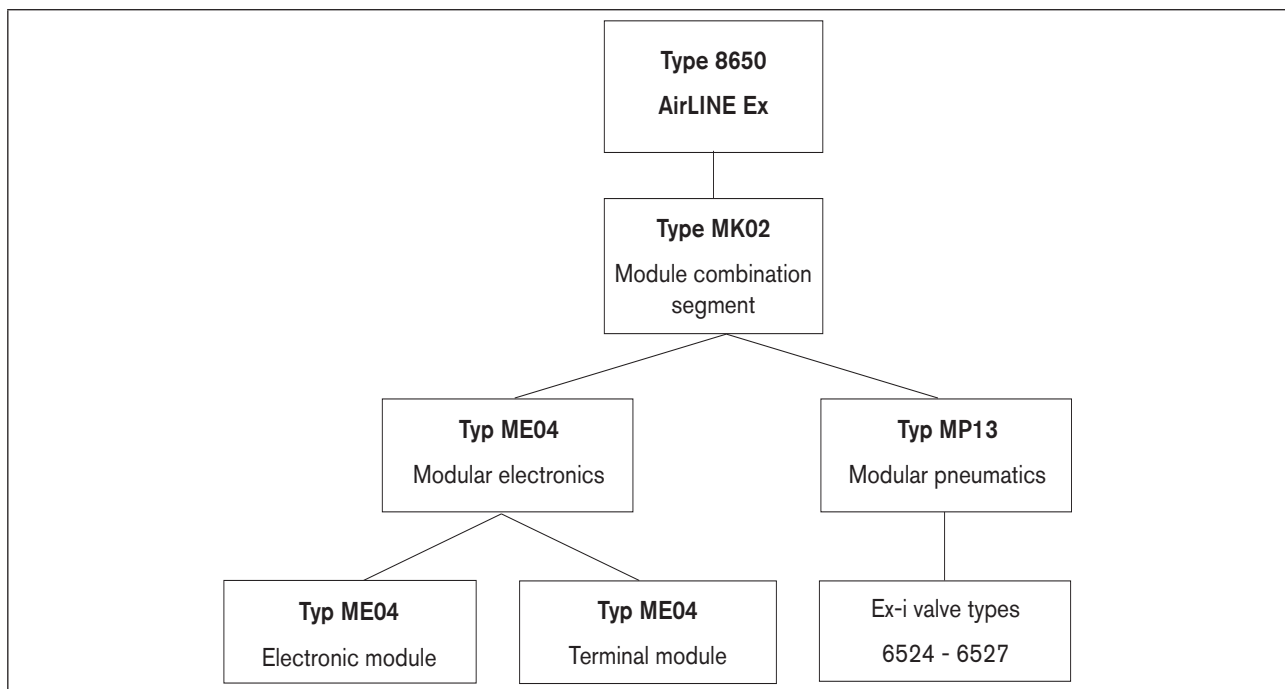 Type 8650
AirLINE Ex
Type MK02
Module combination
segment
Typ ME04
Modular electronics
Typ MP13
Modular pneumatics
Typ ME04
Electronic module
Typ ME04
Terminal module
Ex-i valve types
6524 - 6527